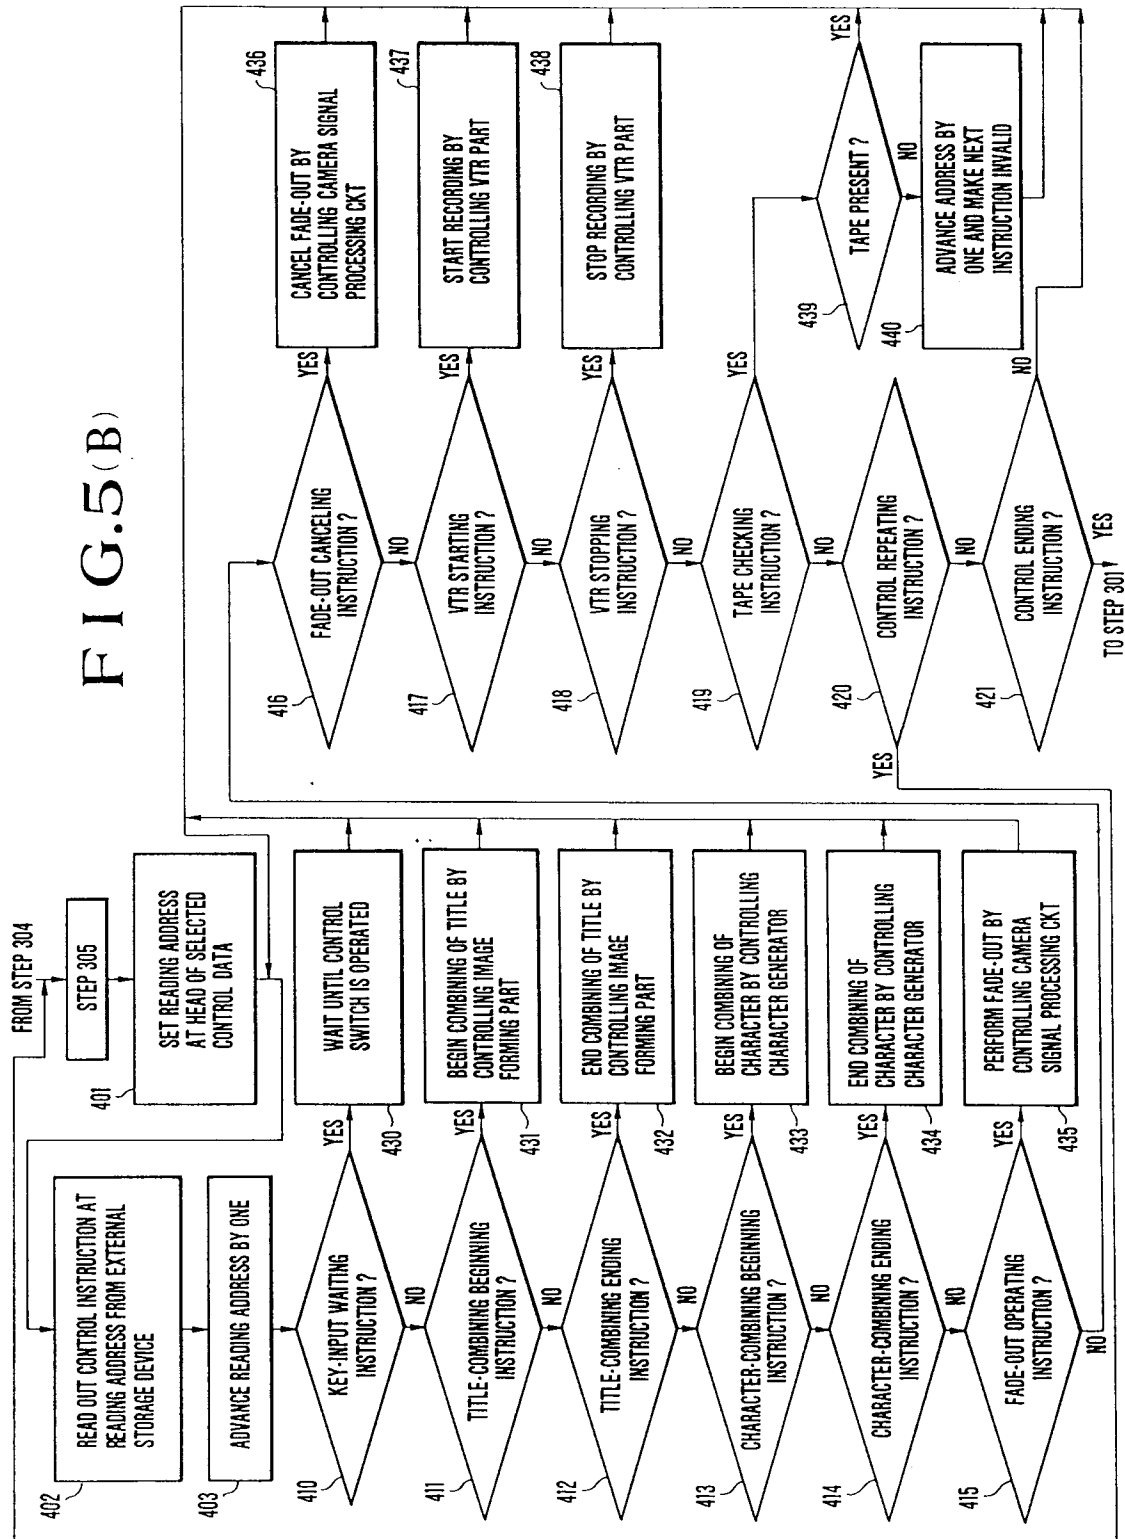 FIG.5(B)
FROM STEP 304
STEP 305
SET READING ADDRESS
AT HEAD OF SELECTED
CONTROL DATA
401
READ OUT CONTROL INSTRUCTION AT
READING ADDRESS FROM EXTERNAL
STORAGE DEVICE
402
ADVANCE READING ADDRESS BY ONE
403
KEY-INPUT WAITING
INSTRUCTION ?
410
YES
NO
WAIT UNTIL CONTROL
SWITCH IS OPERATED
430
TITLE-COMBINING BEGINNING
INSTRUCTION ?
411
YES
NO
BEGIN COMBINING OF TITLE BY
CONTROLLING IMAGE
FORMING PART
431
TITLE-COMBINING ENDING
INSTRUCTION ?
412
YES
NO
END COMBINING OF TITLE BY
CONTROLLING IMAGE
FORMING PART
432
CHARACTER-COMBINING BEGINNING
INSTRUCTION ?
413
YES
NO
BEGIN COMBINING OF
CHARACTER BY CONTROLLING
CHARACTER GENERATOR
433
CHARACTER-COMBINING ENDING
INSTRUCTION ?
414
YES
NO
END COMBINING OF
CHARACTER BY CONTROLLING
CHARACTER GENERATOR
434
FADE-OUT OPERATING
INSTRUCTION ?
415
YES
NO
PERFORM FADE-OUT BY
CONTROLLING CAMERA
SIGNAL PROCESSING CKT
435
FADE-OUT CANCELING
INSTRUCTION ?
416
YES
NO
CANCEL FADE-OUT BY
CONTROLLING CAMERA SIGNAL
PROCESSING CKT
436
VTR STARTING
INSTRUCTION ?
417
YES
NO
START RECORDING BY
CONTROLLING VTR PART
437
VTR STOPPING
INSTRUCTION ?
418
YES
NO
STOP RECORDING BY
CONTROLLING VTR PART
438
TAPE CHECKING
INSTRUCTION ?
419
YES
NO
TAPE PRESENT ?
439
YES
NO
ADVANCE ADDRESS BY
ONE AND MAKE NEXT
INSTRUCTION INVALID
440
CONTROL REPEATING
INSTRUCTION ?
420
YES
NO
CONTROL ENDING
INSTRUCTION ?
421
NO
YES
TO STEP 301